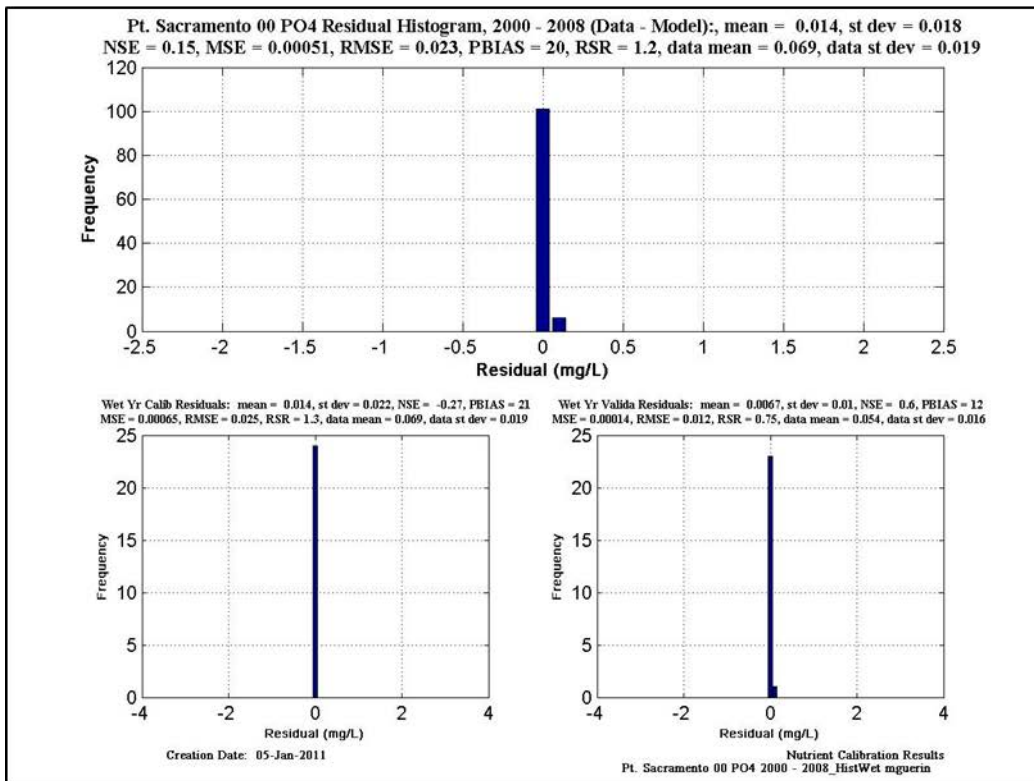 Pt. Sacramento 00 PO4 Residual Histogram, 2000 - 2008 (Data - Model):, mean = 0.014, st dev = 0.018
NSE = 0.15, MSE = 0.00051, RMSE = 0.023, PBIAS = 20, RSR = 1.2, data mean = 0.069, data st dev = 0.019
120
100
80
60
40
20
0
Frequency
-2.5 -2 -1.5 -1 -0.5 0 0.5 1 1.5 2 2.5
Residual (mg/L)
Wet Yr Calib Residuals: mean = 0.014, st dev = 0.022, NSE = -0.27, PBIAS = 21
MSE = 0.00065, RMSE = 0.025, RSR = 1.3, data mean = 0.069, data st dev = 0.019
25
20
15
10
5
0
Frequency
-4 -2 0 2 4
Residual (mg/L)
Wet Yr Valida Residuals: mean = 0.0067, st dev = 0.01, NSE = 0.6, PBIAS = 12
MSE = 0.00014, RMSE = 0.012, RSR = 0.75, data mean = 0.054, data st dev = 0.016
25
20
15
10
5
0
Frequency
-4 -2 0 2 4
Residual (mg/L)
Creation Date: 05-Jan-2011
Nutrient Calibration Results
Pt. Sacramento 00 PO4 2000 - 2008_HistWet mguerin